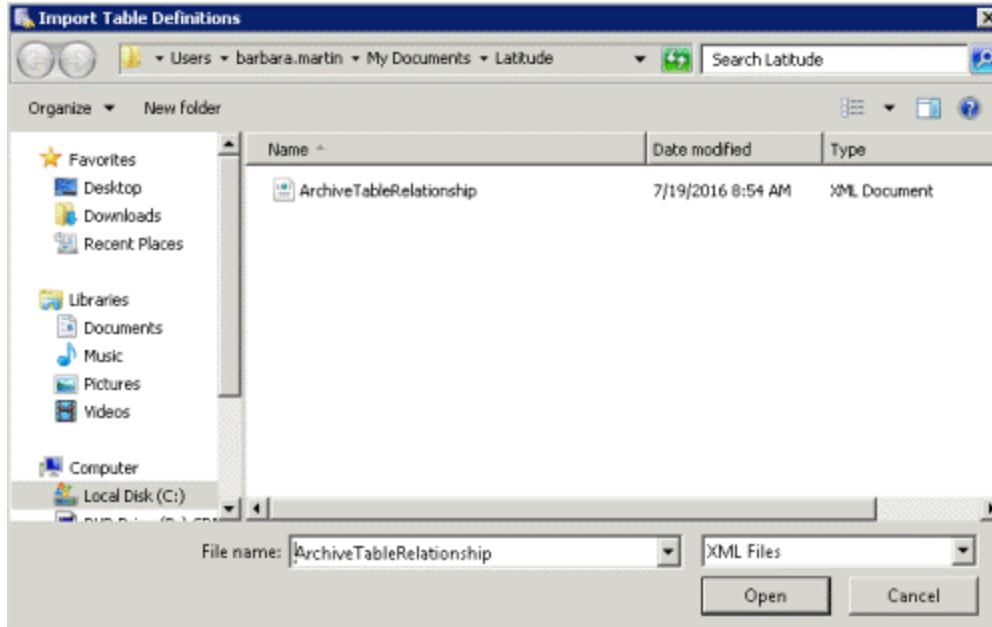 Import Table Definitions
Users barbara.martin My Documents Latitude Search Latitude
Organize New folder
Name Date modified Type
ArchiveTableRelationship 7/19/2016 8:54 AM XML Document
Favorites
Desktop
Downloads
Recent Places
Libraries
Documents
Music
Pictures
Videos
Computer
Local Disk (C:)
File name: ArchiveTableRelationship XML Files
Open Cancel